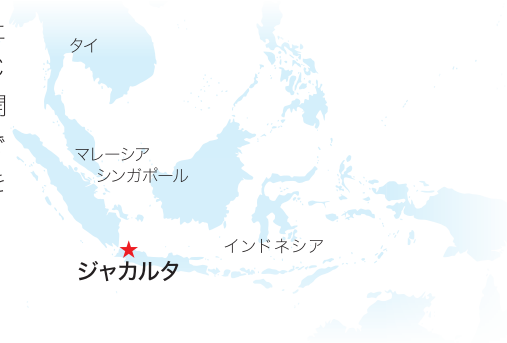 タイ
マレーシア
シンガポール
インドネシア
ジャカルタ